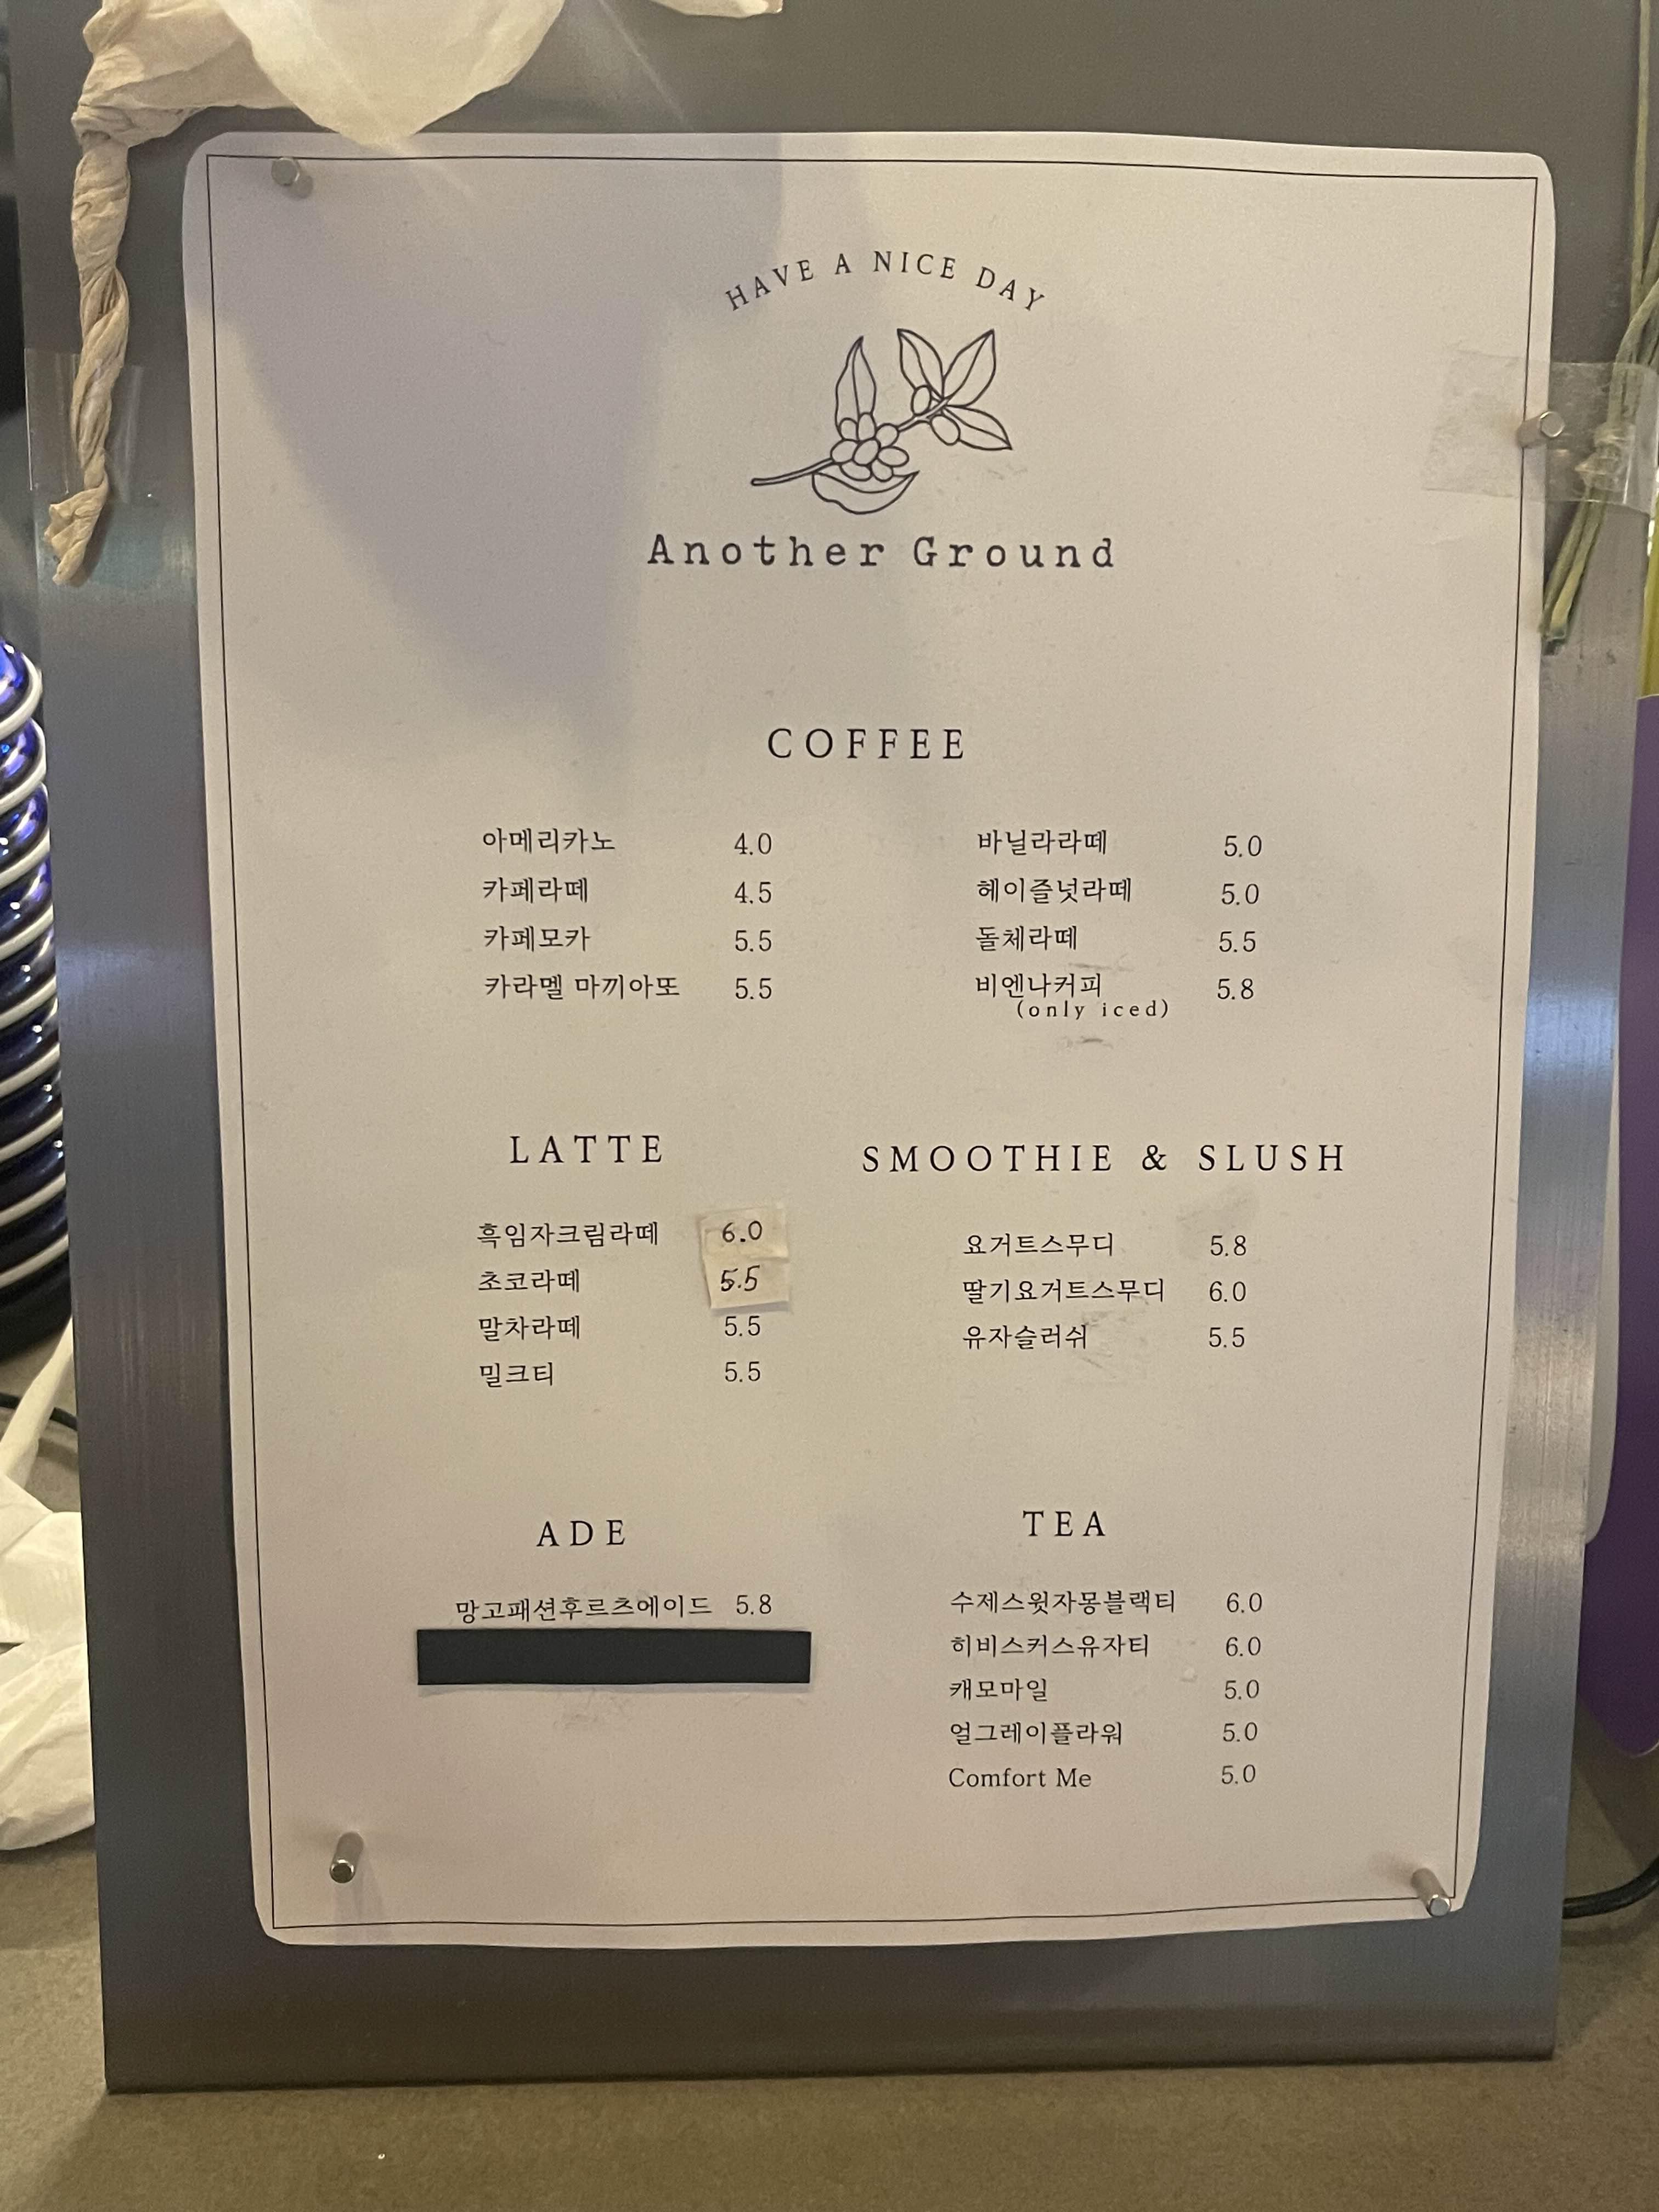 HAVE A NICE DAY
Another Ground
COFFEE
아메리카노 4.0
카페라떼 4.5
카페모카 5.5
카라멜 마끼아또 5.5
바닐라라떼 5.0
헤이즐넛라떼 5.0
돌체라떼 5.5
비엔나커피 5.8
(only iced)
LATTE
흑임자크림라떼 6.0
초코라떼 5.5
말차라떼 5.5
밀크티 5.5
SMOOTHIE & SLUSH
요거트스무디 5.8
딸기요거트스무디 6.0
유자슬러쉬 5.5
ADE
망고패션후르츠에이드 5.8
TEA
수제스윗자몽블랙티 6.0
히비스커스유자티 6.0
캐모마일 5.0
얼그레이플라워 5.0
Comfort Me 5.0